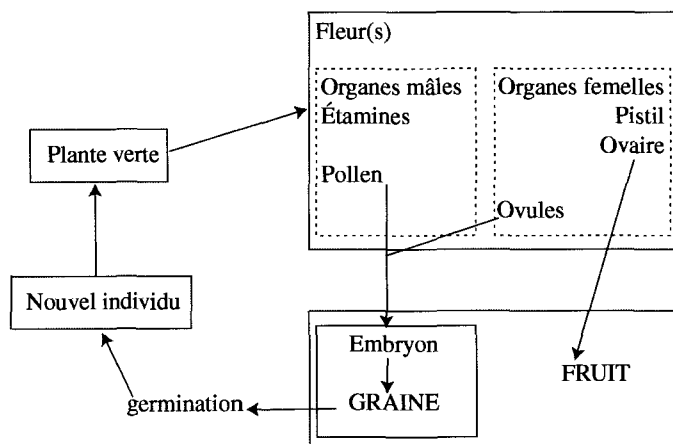 Fleur(s)
Organes mâles
Étamines
Pollen
Organes femelles
Pistil
Ovaire
Ovules
Plante verte
Nouvel individu
germination
Embryon
GRAINE
FRUIT